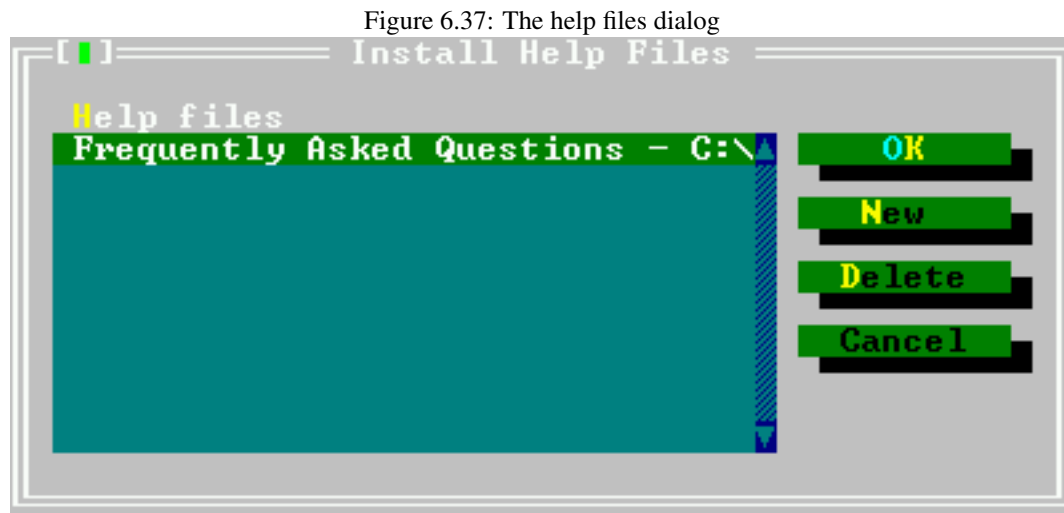 Figure 6.37: The help files dialog
[ ] Install Help Files
Help files
Frequently Asked Questions - C:\
OK
New
Delete
Cancel